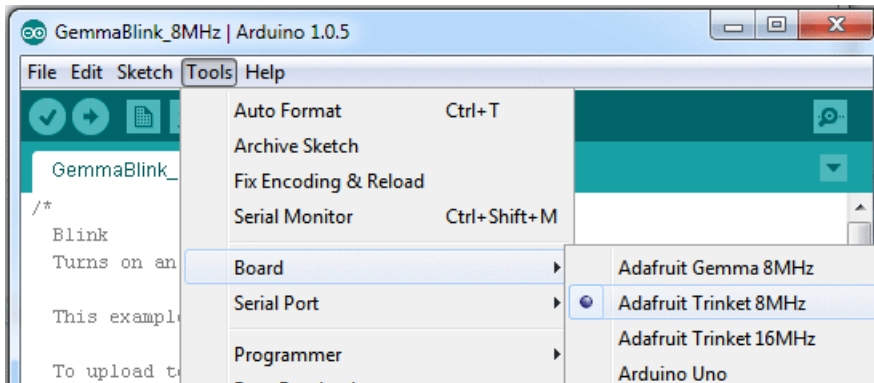 GemmaBlink_8MHz | Arduino 1.0.5
File Edit Sketch Tools Help
Auto Format Ctrl+T
Archive Sketch
GemmaBlink_
Fix Encoding & Reload
/*
Serial Monitor Ctrl+Shift+M
Blink
Turns on an
Board
Adafruit Gemma 8MHz
Serial Port
Adafruit Trinket 8MHz
This
Adafruit Trinket 16MHz
Programmer
To upload
Arduino Uno